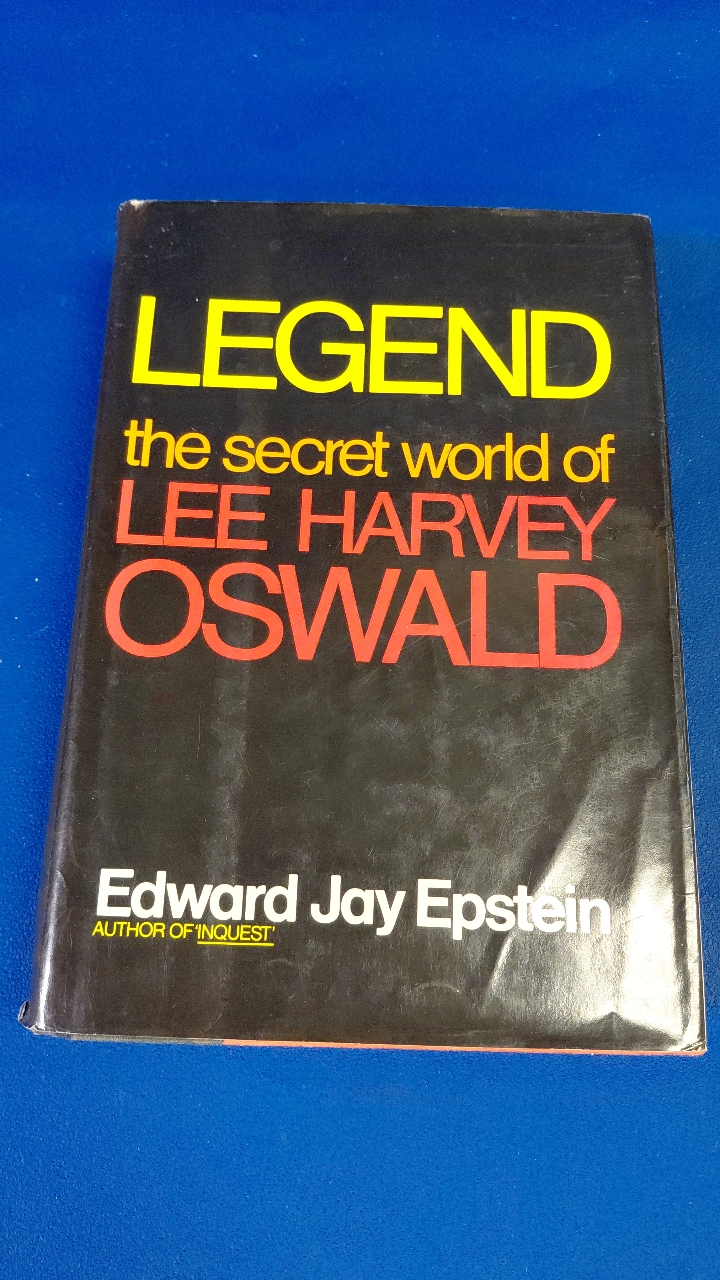 LEGEND
the secret world of
LEE HARVEY
OSWALD
Edward Jay Epstein
AUTHOR OF 'INQUEST'